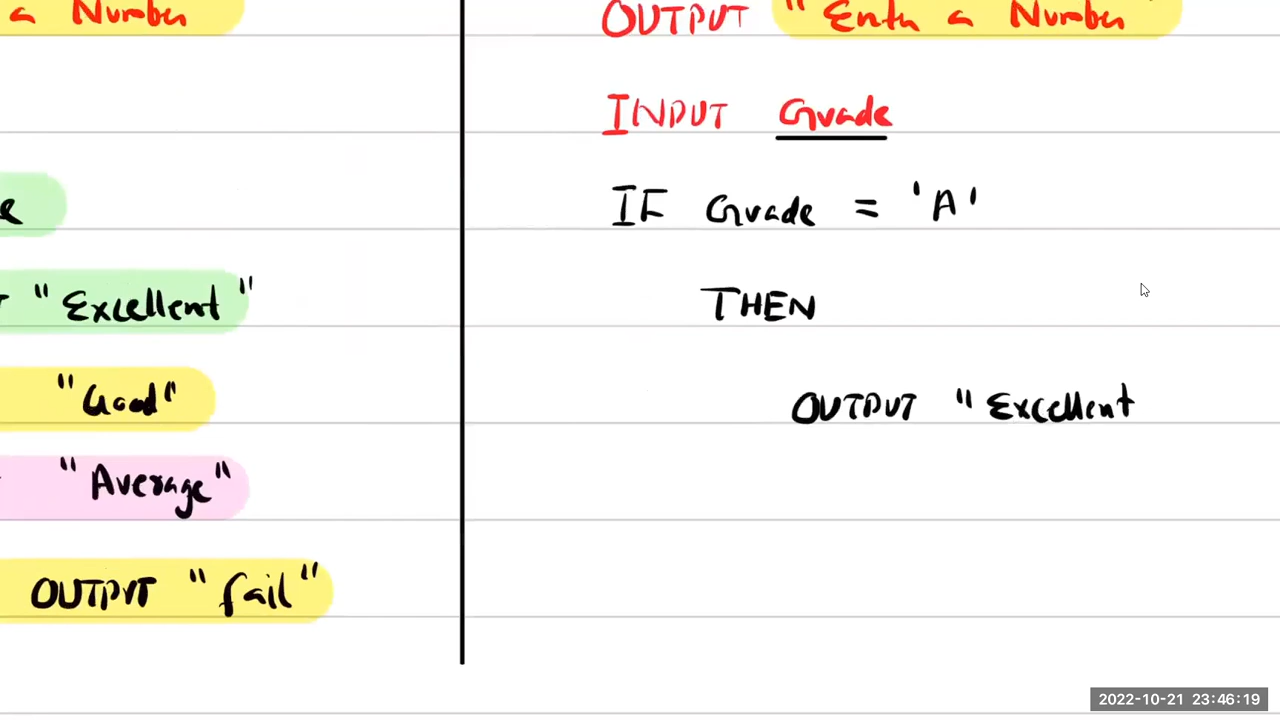 a Number
"Excellent"
"Good"
"Average"
OUTPUT "fail"
OUTPUT "Enter a Number"
INPUT Grade
IF Grade = 'A'
THEN
OUTPUT "Excellent
2022-10-21 23:46:19